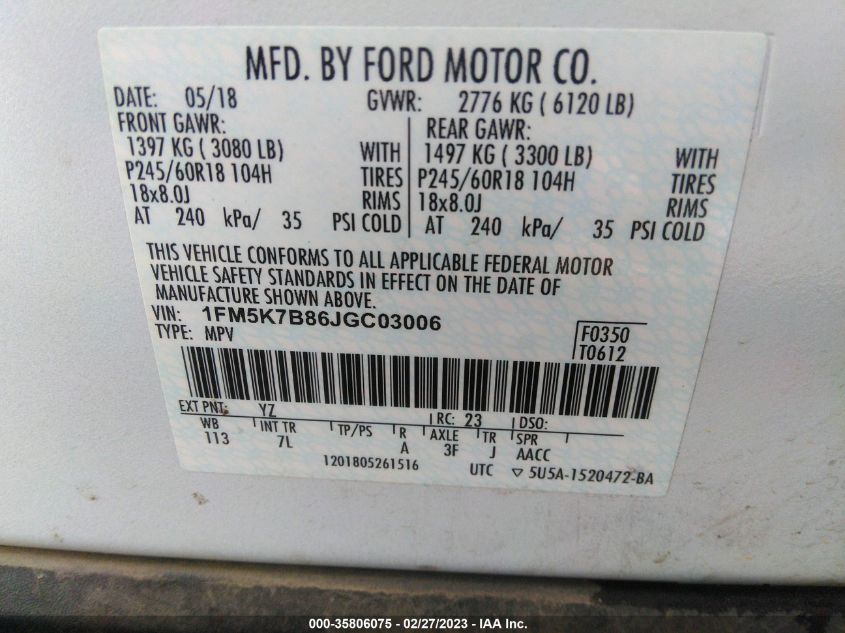 MFD. BY FORD MOTOR CO.
DATE: 05/18 GVWR: 2776 KG ( 6120 LB)
FRONT GAWR: REAR GAWR:
1397 KG ( 3080 LB) WITH 1497 KG ( 3300 LB) WITH
P245/60R18 104H TIRES P245/60R18 104H TIRES
18x8.0J RIMS 18x8.0J RIMS
AT 240 kPa/ 35 PSI COLD AT 240 kPa/ 35 PSI COLD
THIS VEHICLE CONFORMS TO ALL APPLICABLE FEDERAL MOTOR
VEHICLE SAFETY STANDARDS IN EFFECT ON THE DATE OF
MANUFACTURE SHOWN ABOVE.
VIN: 1FM5K7B86JGC03006
TYPE: MPV F0350
T0612
EXT PNT: YZ RC: 23 DSO:
WB INT TR TP/PS R AXLE TR SPR
113 7L A 3F J AACC
1201805261516 UTC ▽ 5U5A-1520472-BA
000-35806075 — 02/27/2023 — IAA Inc.